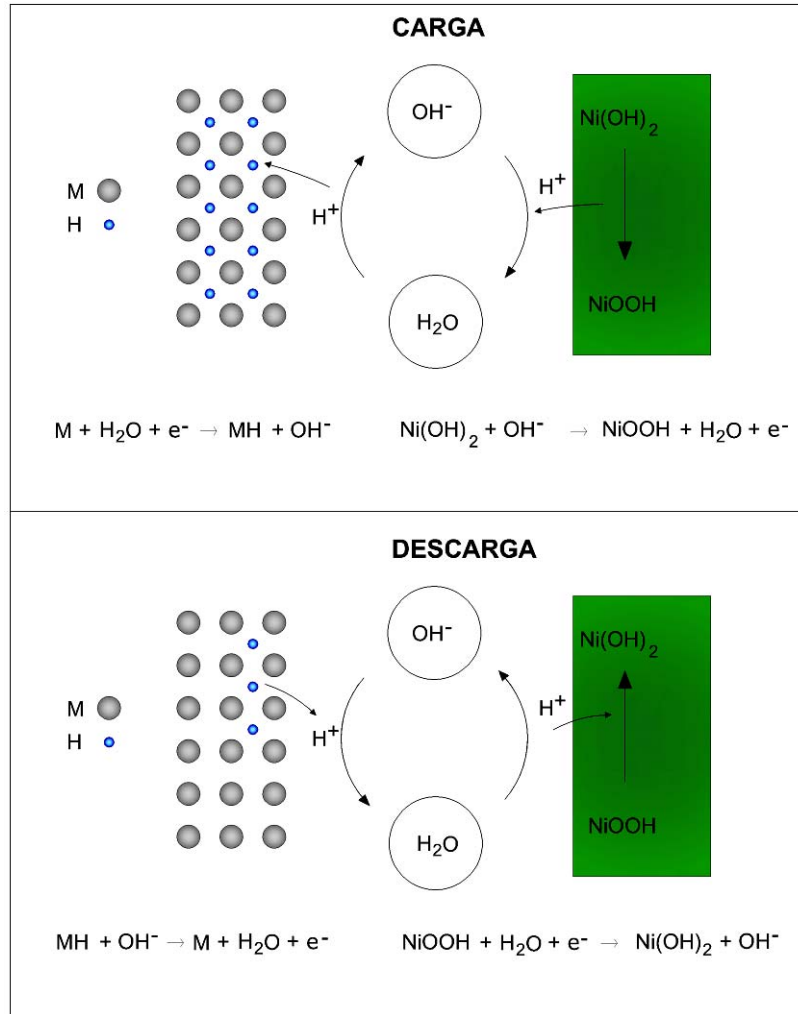 CARGA
OH⁻
Ni(OH)₂
M
H
H⁺
H⁺
H₂O
NiOOH
M + H₂O + e⁻ → MH + OH⁻
Ni(OH)₂ + OH⁻ → NiOOH + H₂O + e⁻
DESCARGA
OH⁻
Ni(OH)₂
M
H
H⁺
H⁺
H₂O
NiOOH
MH + OH⁻ → M + H₂O + e⁻
NiOOH + H₂O + e⁻ → Ni(OH)₂ + OH⁻